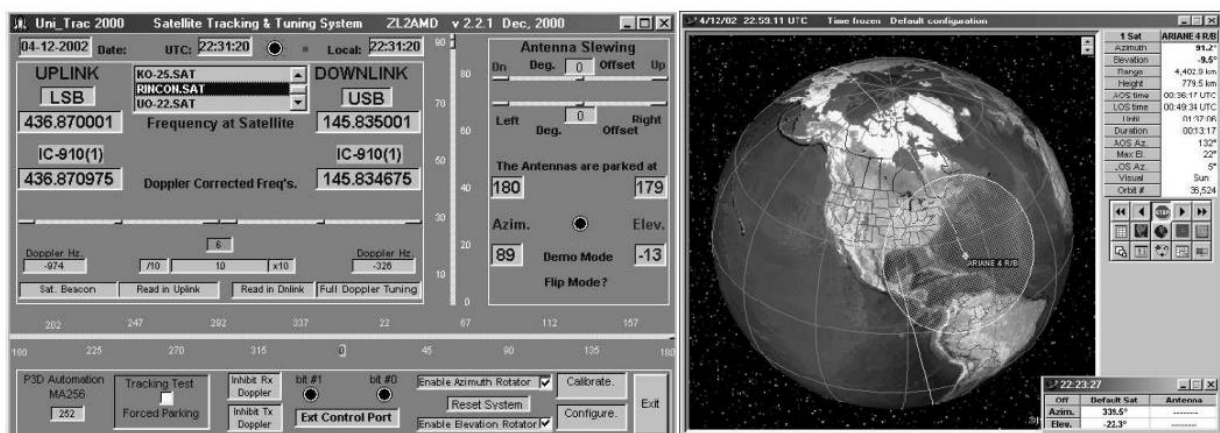 Uni_Trac 2000 Satellite Tracking & Tuning System ZL2AMD v 2.2.1 Dec, 2000
04-12-2002 Date: UTC: 22:31:20 Local: 22:31:20
UPLINK
LSB
436.870001
IC-910(1)
436.870975
KO-25.SAT
RINCON.SAT
UO-22.SAT
Frequency at Satellite
Doppler Corrected Freq's.
DOWNLINK
USB
145.835001
IC-910(1)
145.834675
6
Doppler Hz.
-974
/10 10 x10
Doppler Hz.
-326
Sat. Beacon Read in Uplink Read in Dnlink Full Doppler Tuning
90
80
70
60
50
40
30
20
10
0
Antenna Slewing
Dn Deg. 0 Offset Up
Left Deg. 0 Offset Right
The Antennas are parked at
180 179
Azim. Elev.
89 Demo Mode -13
Flip Mode?
202 247 292 337 22 67 112 157
180 225 270 315 0 45 90 135 180
P3D Automation
MA256
252
Tracking Test
Forced Parking
Inhibit Rx
Doppler
Inhibit Tx
Doppler
bit #1 bit #0
Ext Control Port
Enable Azimuth Rotator
Reset System
Enable Elevation Rotator
Calibrate.
Configure.
Exit
4/12/02 22:59:11 UTC Time frozen Default configuration
ARIANE 4 R/B
1 Sat ARIANE 4 R/B
Azimuth 91.2°
Elevation -9.5°
Range 4,402.9 km
Height 779.5 km
AOS time 00:36:17 UTC
LOS time 00:49:34 UTC
Until 01:37:06
Duration 00:13:17
AOS Az. 132°
Max El. 22°
LOS Az. 5°
Visual Sun
Orbit # 36,524
STOP
22:23:27
Off Default Sat Antenna
Azim. 339.5° --------
Elev. -22.3° --------